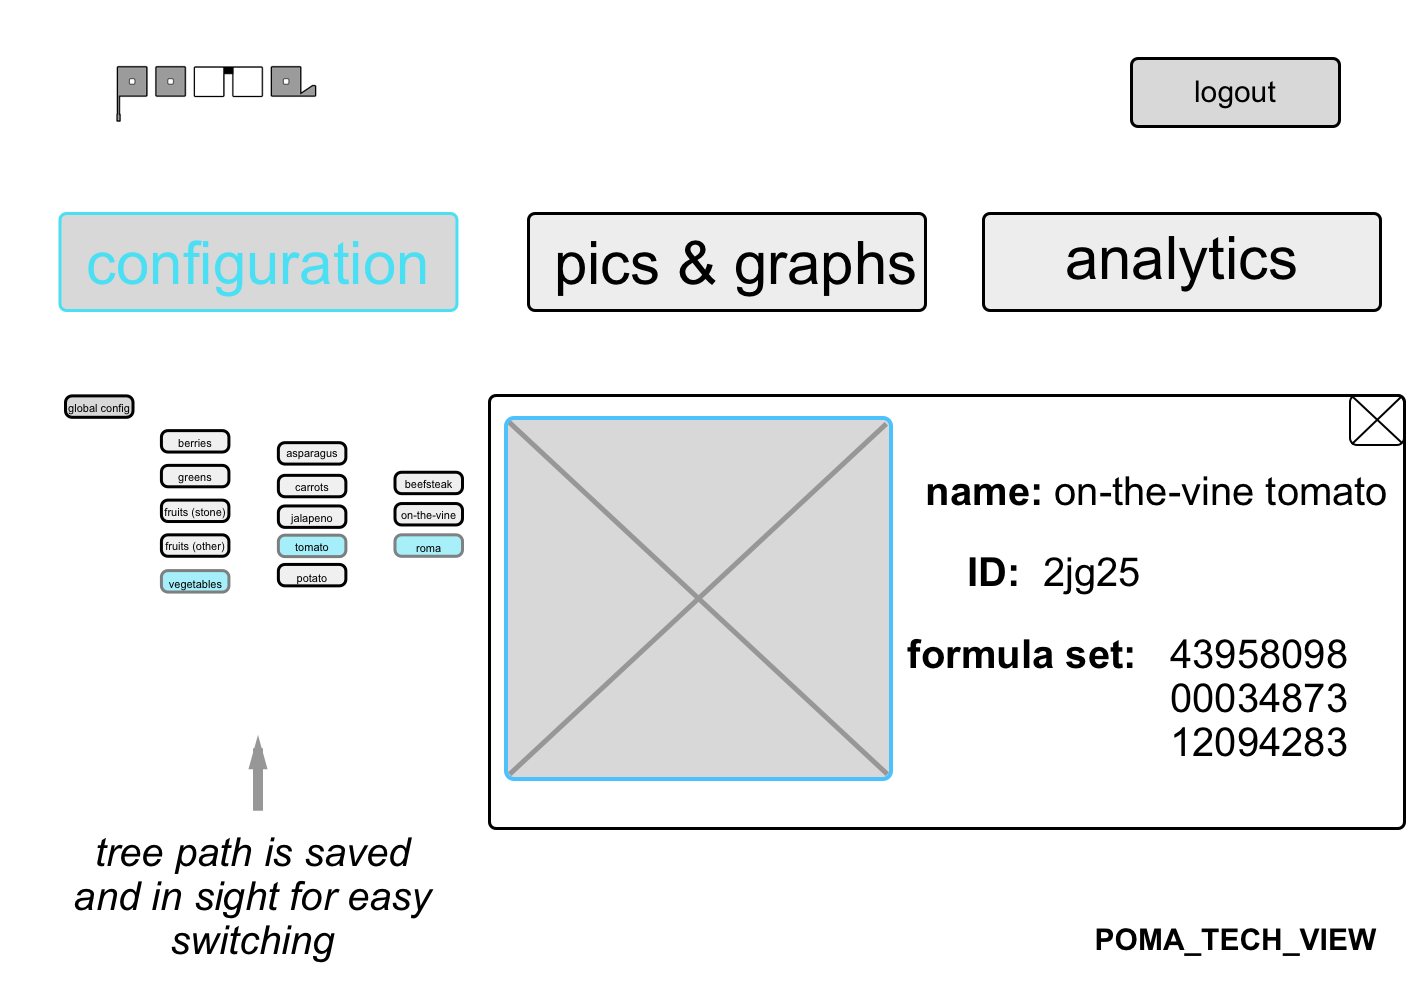 poma
logout
configuration
pics & graphs
analytics
global config
berries
greens
fruits (stone)
fruits (other)
vegetables
asparagus
carrots
jalapeno
tomato
potato
beefsteak
on-the-vine
roma
name: on-the-vine tomato
ID: 2jg25
formula set: 43958098
00034873
12094283
tree path is saved
and in sight for easy
switching
POMA_TECH_VIEW